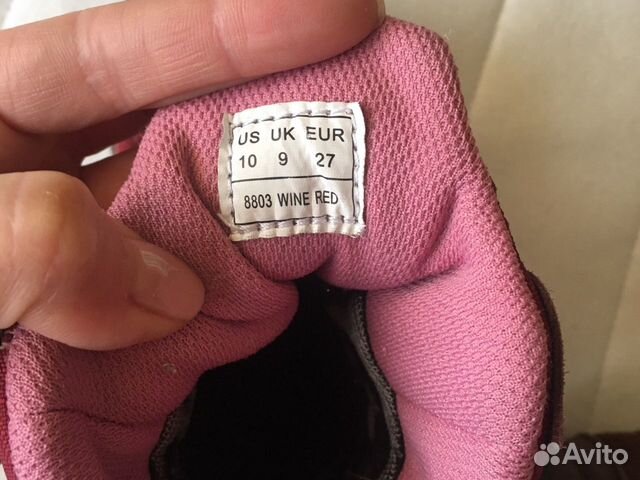 US UK EUR
10 9 27
8803 WINE RED
Avito